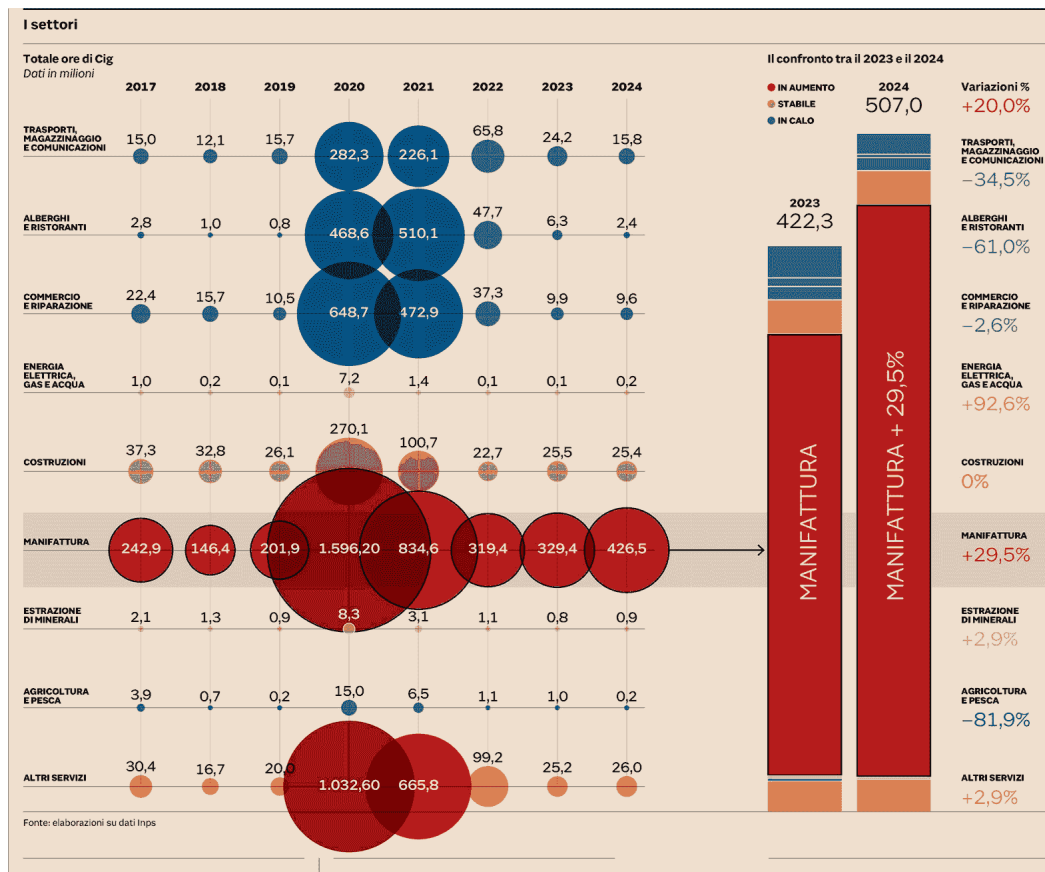 I settori
Totale ore di Cig
Dati in milioni
2017 2018 2019 2020 2021 2022 2023 2024
TRASPORTI,
MAGAZZINAGGIO
E COMUNICAZIONI
15,0 12,1 15,7 282,3 226,1 65,8 24,2 15,8
ALBERGHI
E RISTORANTI
2,8 1,0 0,8 468,6 510,1 47,7 6,3 2,4
COMMERCIO
E RIPARAZIONE
22,4 15,7 10,5 648,7 472,9 37,3 9,9 9,6
ENERGIA
ELETTRICA,
GAS E ACQUA
1,0 0,2 0,1 7,2 1,4 0,1 0,1 0,2
COSTRUZIONI
37,3 32,8 26,1 270,1 100,7 22,7 25,5 25,4
MANIFATTURA
242,9 146,4 201,9 1.596,20 834,6 319,4 329,4 426,5
ESTRAZIONE
DI MINERALI
2,1 1,3 0,9 8,3 3,1 1,1 0,8 0,9
AGRICOLTURA
E PESCA
3,9 0,7 0,2 15,0 6,5 1,1 1,0 0,2
ALTRI SERVIZI
30,4 16,7 20,0 1.032,60 665,8 99,2 25,2 26,0
Fonte: elaborazioni su dati Inps
Il confronto tra il 2023 e il 2024
IN AUMENTO
STABILE
IN CALO
2023
422,3
MANIFATTURA
2024
507,0
MANIFATTURA + 29,5%
Variazioni %
+20,0%
TRASPORTI,
MAGAZZINAGGIO
E COMUNICAZIONI
−34,5%
ALBERGHI
E RISTORANTI
−61,0%
COMMERCIO
E RIPARAZIONE
−2,6%
ENERGIA
ELETTRICA,
GAS E ACQUA
+92,6%
COSTRUZIONI
0%
MANIFATTURA
+29,5%
ESTRAZIONE
DI MINERALI
+2,9%
AGRICOLTURA
E PESCA
−81,9%
ALTRI SERVIZI
+2,9%